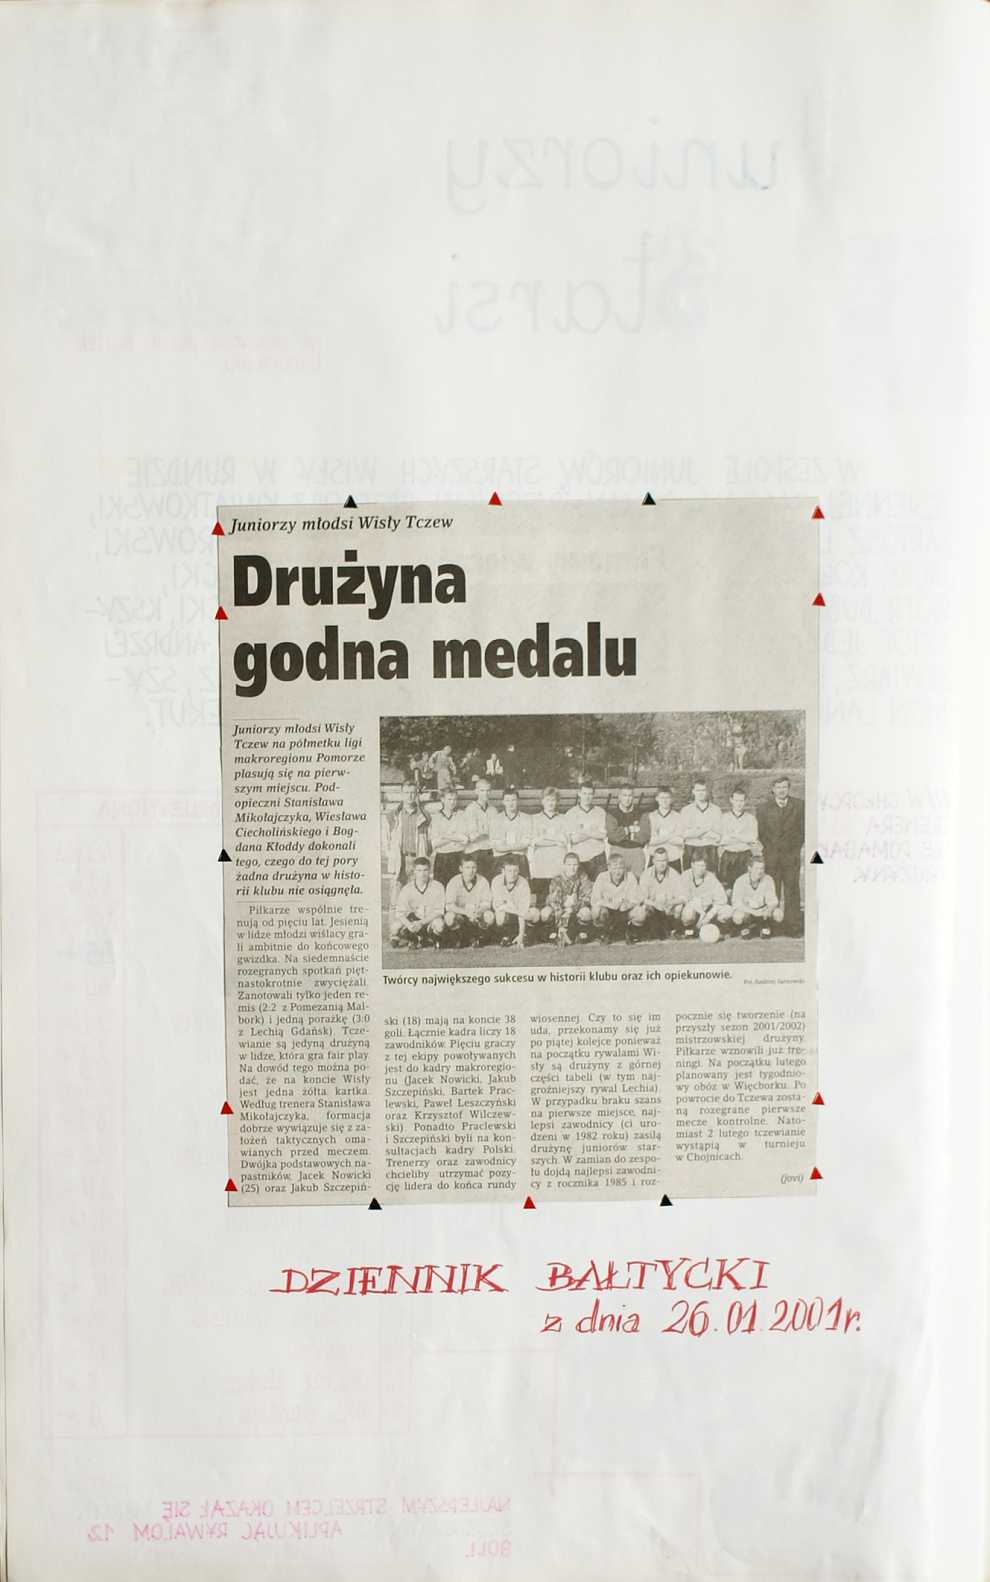 Juniorzy młodsi Wisły Tczew
Drużyna
godna medalu
Juniorzy młodsi Wisły
Tczew na półmetku ligi
makroregionu Pomorze
plasują się na pierw-
szym miejscu. Pod-
opieczni Stanisława
Mikołajczyka, Wiesława
Ciecholińskiego i Bog-
dana Kłoddy dokonali
tego, czego do tej pory
żadna drużyna w histo-
rii klubu nie osiągnęła.
Piłkarze wspólnie tre-
nują od pięciu lat. Jesienią
w lidze młodzi wiślacy gra-
li ambitnie do końcowego
gwizdka. Na siedemnaście
rozegranych spotkań pięt-
nastokrotnie zwyciężali.
Zanotowali tylko jeden re-
mis (2:2 z Pomezanią Mal-
bork) i jedną porażkę (3:0
z Lechią Gdańsk). Tcze-
wianie są jedyną drużyną
w lidze, która gra fair play.
Na dowód tego można po-
dać, że na koncie Wisły
jest jedna żółta kartka.
Według trenera Stanisława
Mikołajczyka, formacja
dobrze wywiązuje się z za-
łożeń taktycznych oma-
wianych przed meczem.
Dwójka podstawowych na-
pastników, Jacek Nowicki
(25) oraz Jakub Szczepiń-
Twórcy największego sukcesu w historii klubu oraz ich opiekunowie.
ski (18) mają na koncie 38
goli. Łącznie kadra liczy 18
zawodników. Pięciu graczy
z tej ekipy powoływanych
jest do kadry makroregio-
nu (Jacek Nowicki, Jakub
Szczepiński, Bartek Prac-
lewski, Paweł Leszczyński
oraz Krzysztof Wilczew-
ski). Ponadto Praclewski
i Szczepiński byli na kon-
sultacjach kadry Polski.
Trenerzy oraz zawodnicy
chcieliby utrzymać pozy-
cję lidera do końca rundy
wiosennej. Czy to się im
uda, przekonamy się już
po piątej kolejce ponieważ
na początku rywalami Wi-
sły są drużyny z górnej
części tabeli (w tym naj-
groźniejszy rywal Lechia).
W przypadku braku szans
na pierwsze miejsce, naj-
lepsi zawodnicy (ci uro-
dzeni w 1982 roku) zasilą
drużynę juniorów star-
szych. W zamian do zespo-
łu dojdą najlepsi zawodni-
cy z rocznika 1985 i roz-
pocznie się tworzenie (na
przyszły sezon 2001/2002)
mistrzowskiej drużyny.
Piłkarze wznowili już tre-
ningi. Na początku lutego
planowany jest tygodnio-
wy obóz w Więcborku. Po
powrocie do Tczewa zosta-
ną rozegrane pierwsze
mecze kontrolne. Nato-
miast 2 lutego tczewianie
wystąpią w turnieju
w Chojnicach.
(jovi)
DZIENNIK BAŁTYCKI
z dnia 26.01.2001r.